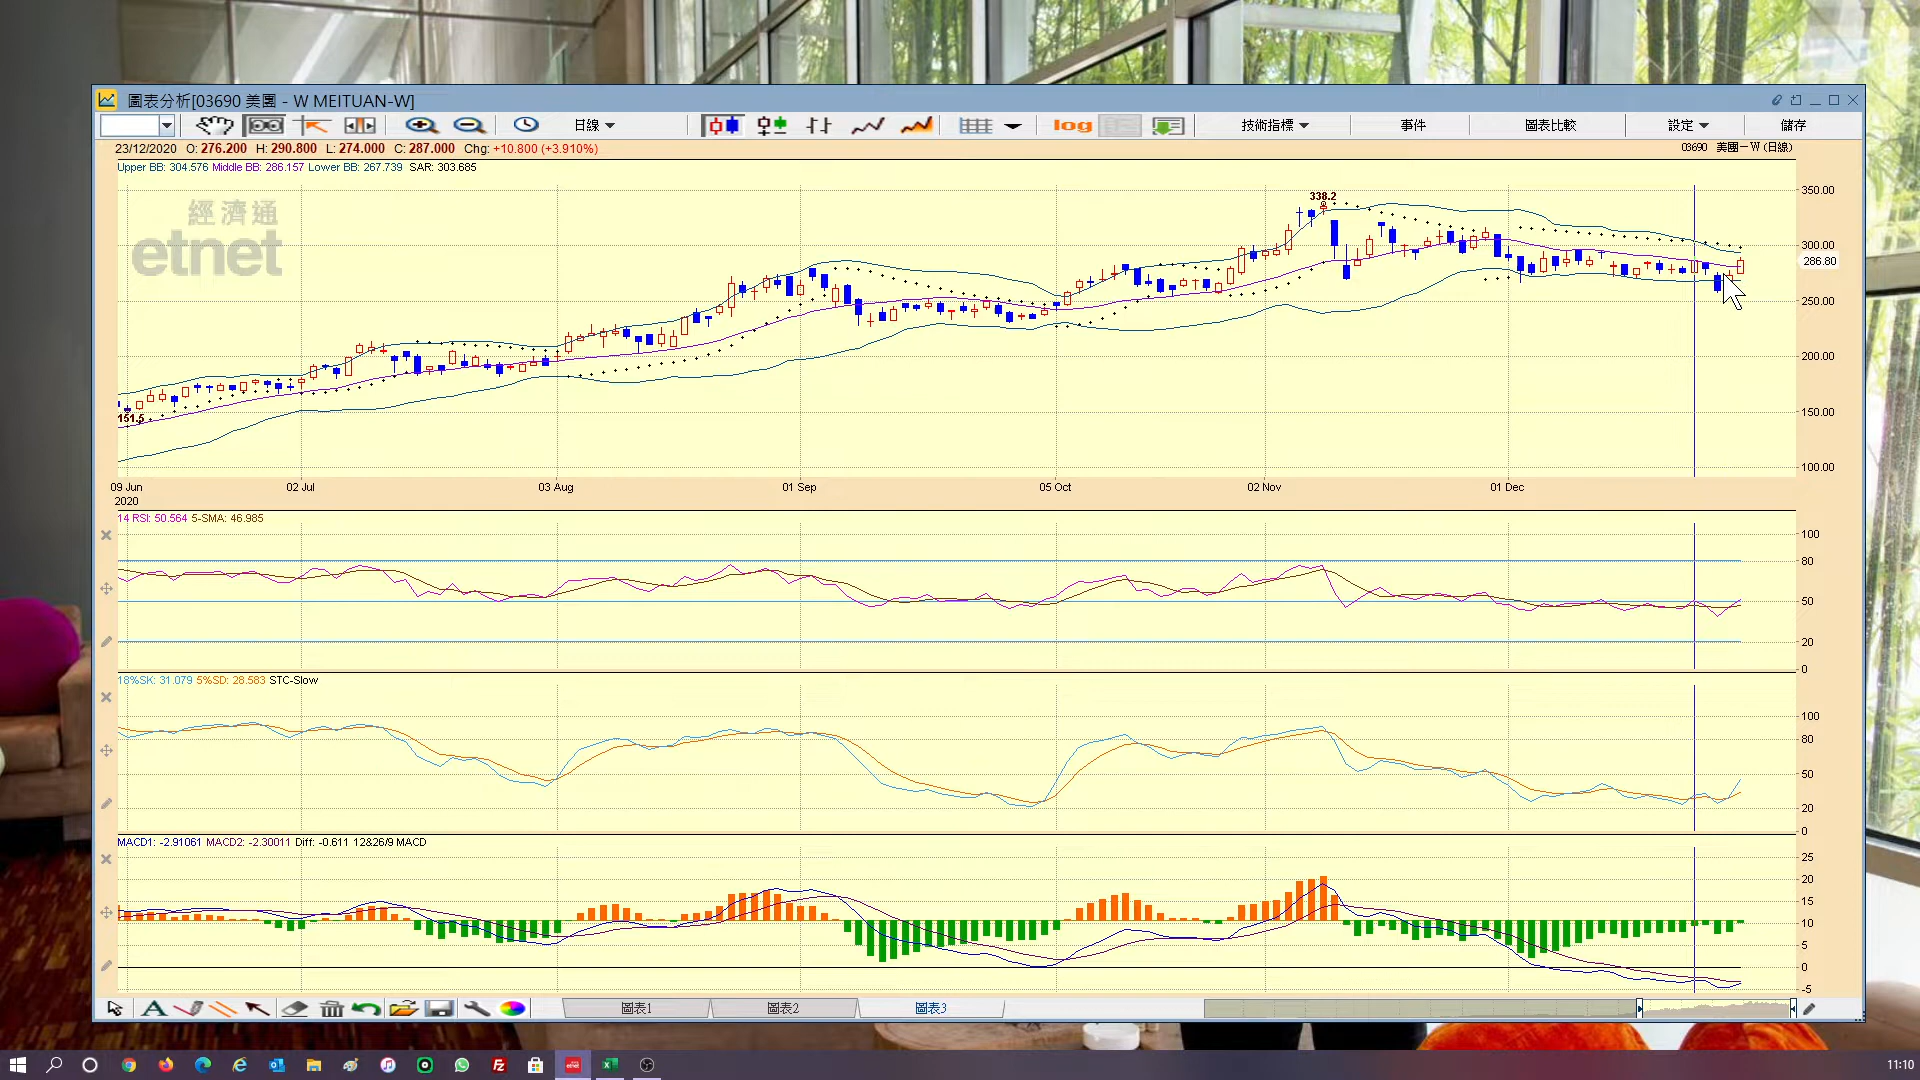 圖表分析[03690 美團 - W MEITUAN-W]
日線 log 技術指標 事件 圖表比較 設定 儲存
23/12/2020 O: 276.200 H: 290.800 L: 274.000 C: 287.000 Chg: +10.800 (+3.910%)
03690 美團－W (日線)
Upper BB: 304.576 Middle BB: 286.157 Lower BB: 267.739 SAR: 303.685
經濟通
etnet
338.2
151.5
350.00
300.00
286.80
250.00
200.00
150.00
100.00
09 Jun 02 Jul 03 Aug 01 Sep 05 Oct 02 Nov 01 Dec
2020
14 RSI: 50.564 5-SMA: 46.985
100
80
50
20
0
18%SK: 31.079 5%SD: 28.583 STC-Slow
100
80
50
20
0
MACD1: -2.91061 MACD2: -2.30011 Diff: -0.611 12&26/9 MACD
25
20
15
10
5
0
-5
圖表1 圖表2 圖表3
11:10